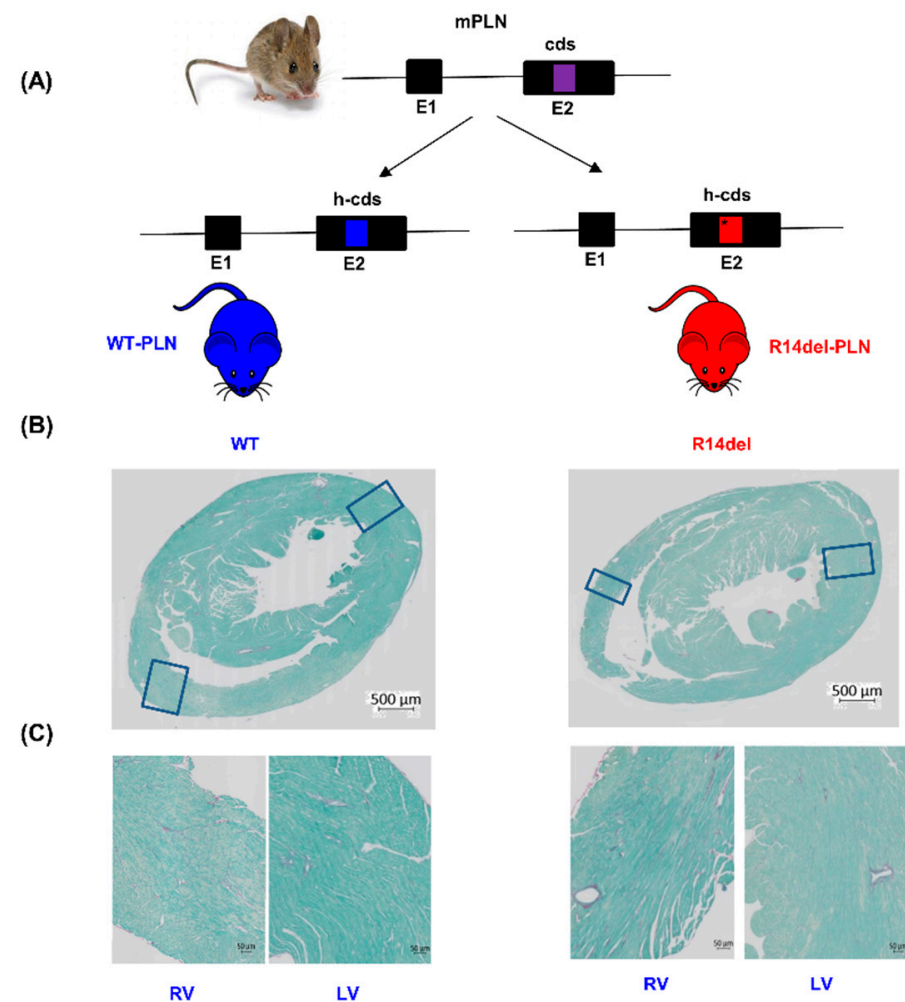 mPLN
(A)
cds
E1
E2
h-cds
h-cds
*
E1
E2
E1
E2
WT-PLN
R14del-PLN
(B)
WT
R14del
500 µm
500 µm
(C)
50 µm
50 µm
50 µm
50 µm
RV
LV
RV
LV